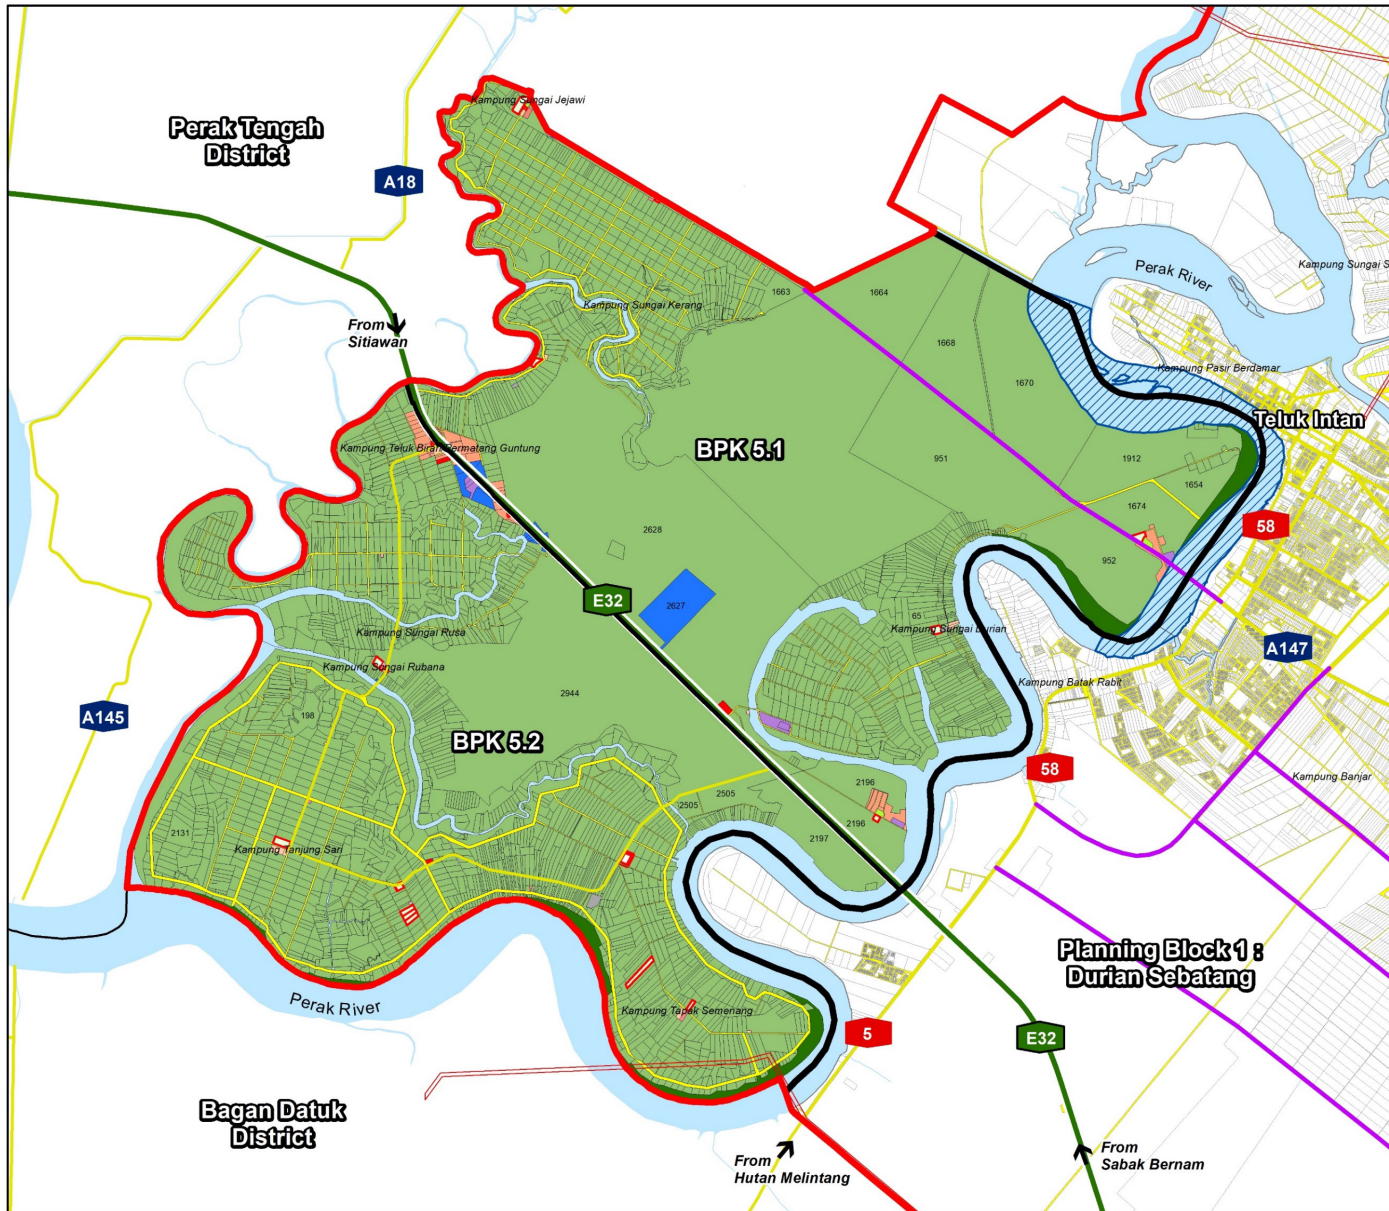 Kampung Sungai Jejawi
Perak Tengah
District
A18
Perak River
Kampung Sungai S
1663
1664
Kampung Sungai Kerang
From
Sitiawan
1668
1670
Kampung Pasir Berdamar
Teluk Intan
Kampung Teluk Birah
Permatang Guntung
BPK 5.1
951
1912
1654
1674
58
2628
952
E32
2627
65
Kampung Sungai Durian
Kampung Sungai Rusa
A147
Kampung Sungai Rubana
Kampung Batak Rabit
2944
198
A145
BPK 5.2
58
Kampung Banjar
2196
2505
2505
2196
2197
2131
Kampung Tanjung Sari
Planning Block 1 :
Durian Sebatang
Perak River
Kampung Tapak Semenang
5
E32
Bagan Datuk
District
From
Hutan Melintang
From
Sabak Bernam